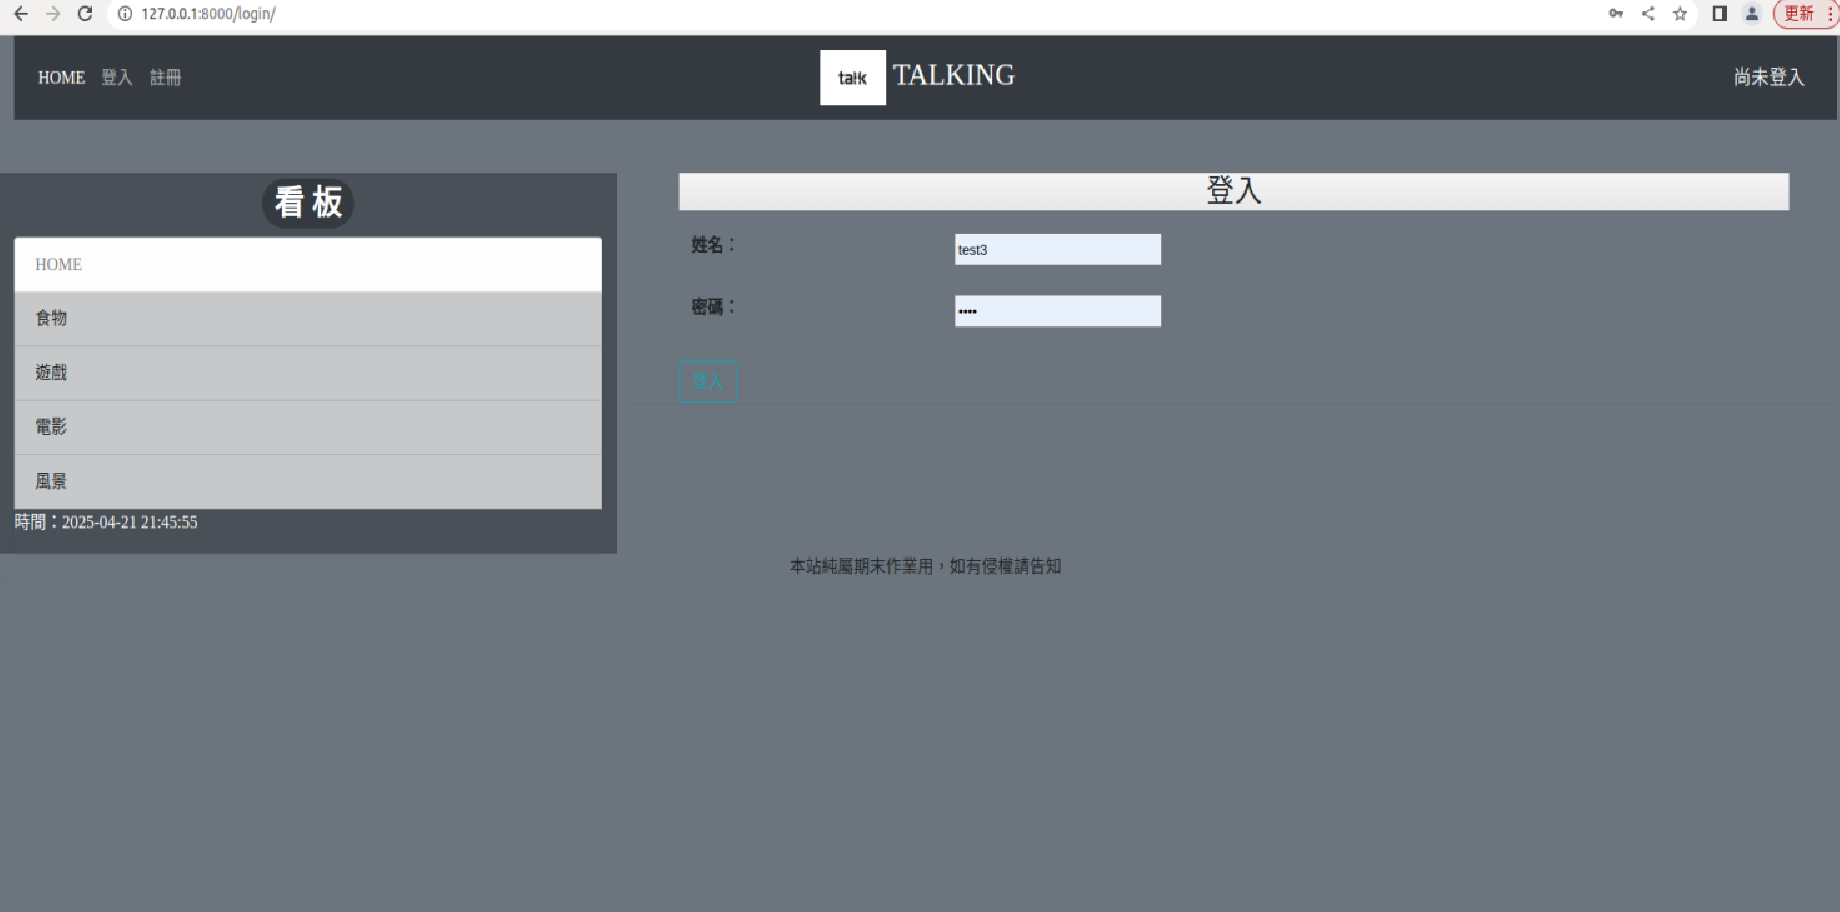 127.0.0.1:8000/login/
更新
HOME 登入 註冊
talk TALKING
尚未登入
看板
HOME
食物
遊戲
電影
風景
時間：2025-04-21 21:45:55
登入
姓名：
test3
密碼：
••••
登入
本站純屬期末作業用，如有侵權請告知